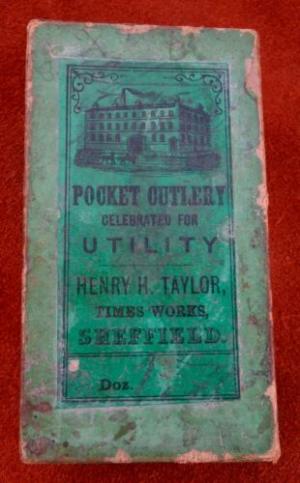 POCKET CUTLERY
CELEBRATED FOR
UTILITY
HENRY H. TAYLOR,
TIMES WORKS,
SHEFFIELD.
Doz.